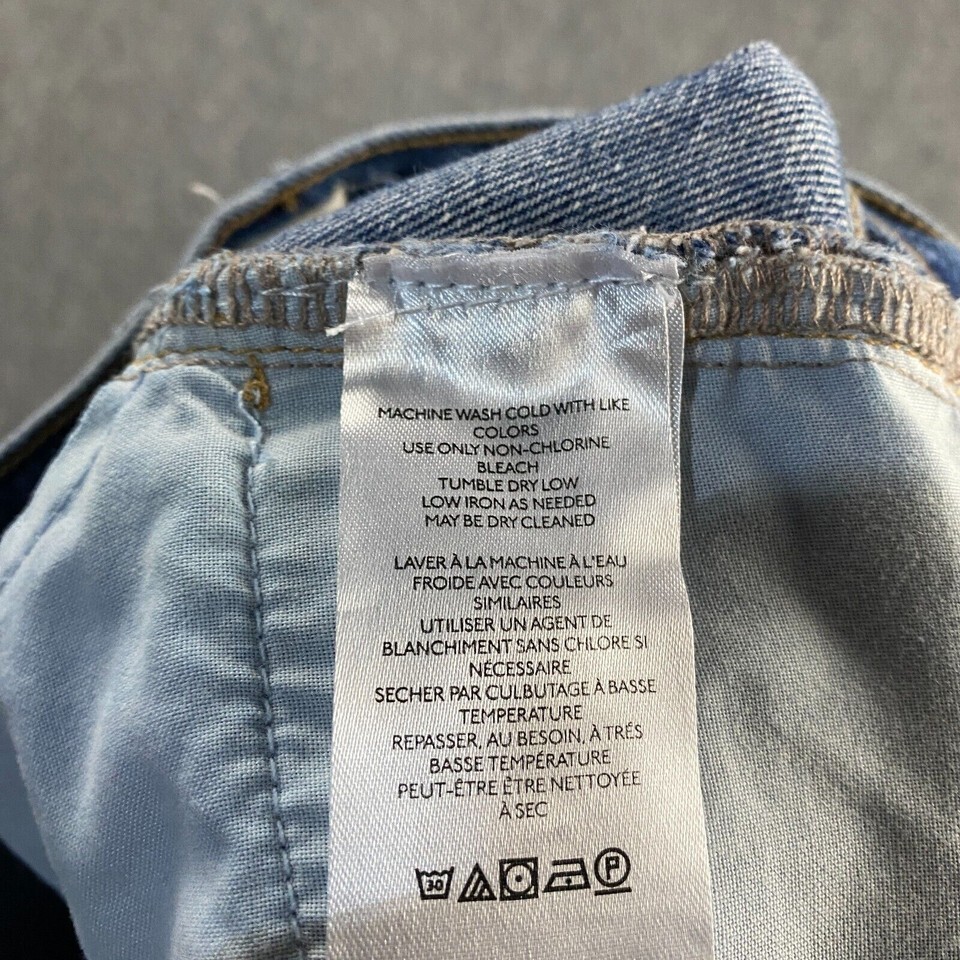 MACHINE WASH COLD WITH LIKE
COLORS
USE ONLY NON-CHLORINE
BLEACH
TUMBLE DRY LOW
LOW IRON AS NEEDED
MAY BE DRY CLEANED
LAVER À LA MACHINE À L'EAU
FROIDE AVEC COULEURS
SIMILAIRES
UTILISER UN AGENT DE
BLANCHIMENT SANS CHLORE SI
NÉCESSAIRE
SECHER PAR CULBUTAGE À BASSE
TEMPERATURE
REPASSER, AU BESOIN, À TRÉS
BASSE TEMPÉRATURE
PEUT-ÊTRE ÊTRE NETTOYÉE
À SEC
30 P